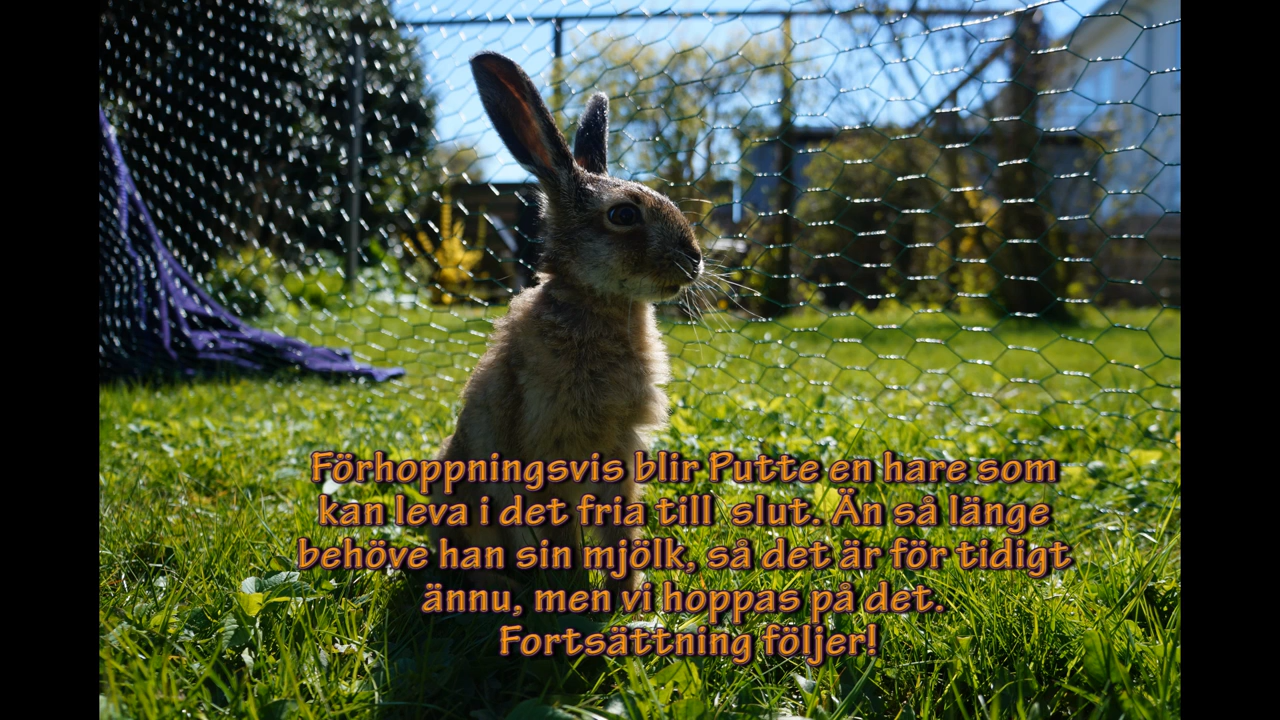 Förhoppningsvis blir Putte en hare som
kan leva i det fria till slut. Än så länge
behöve han sin mjölk, så det är för tidigt
ännu, men vi hoppas på det.
Fortsättning följer!